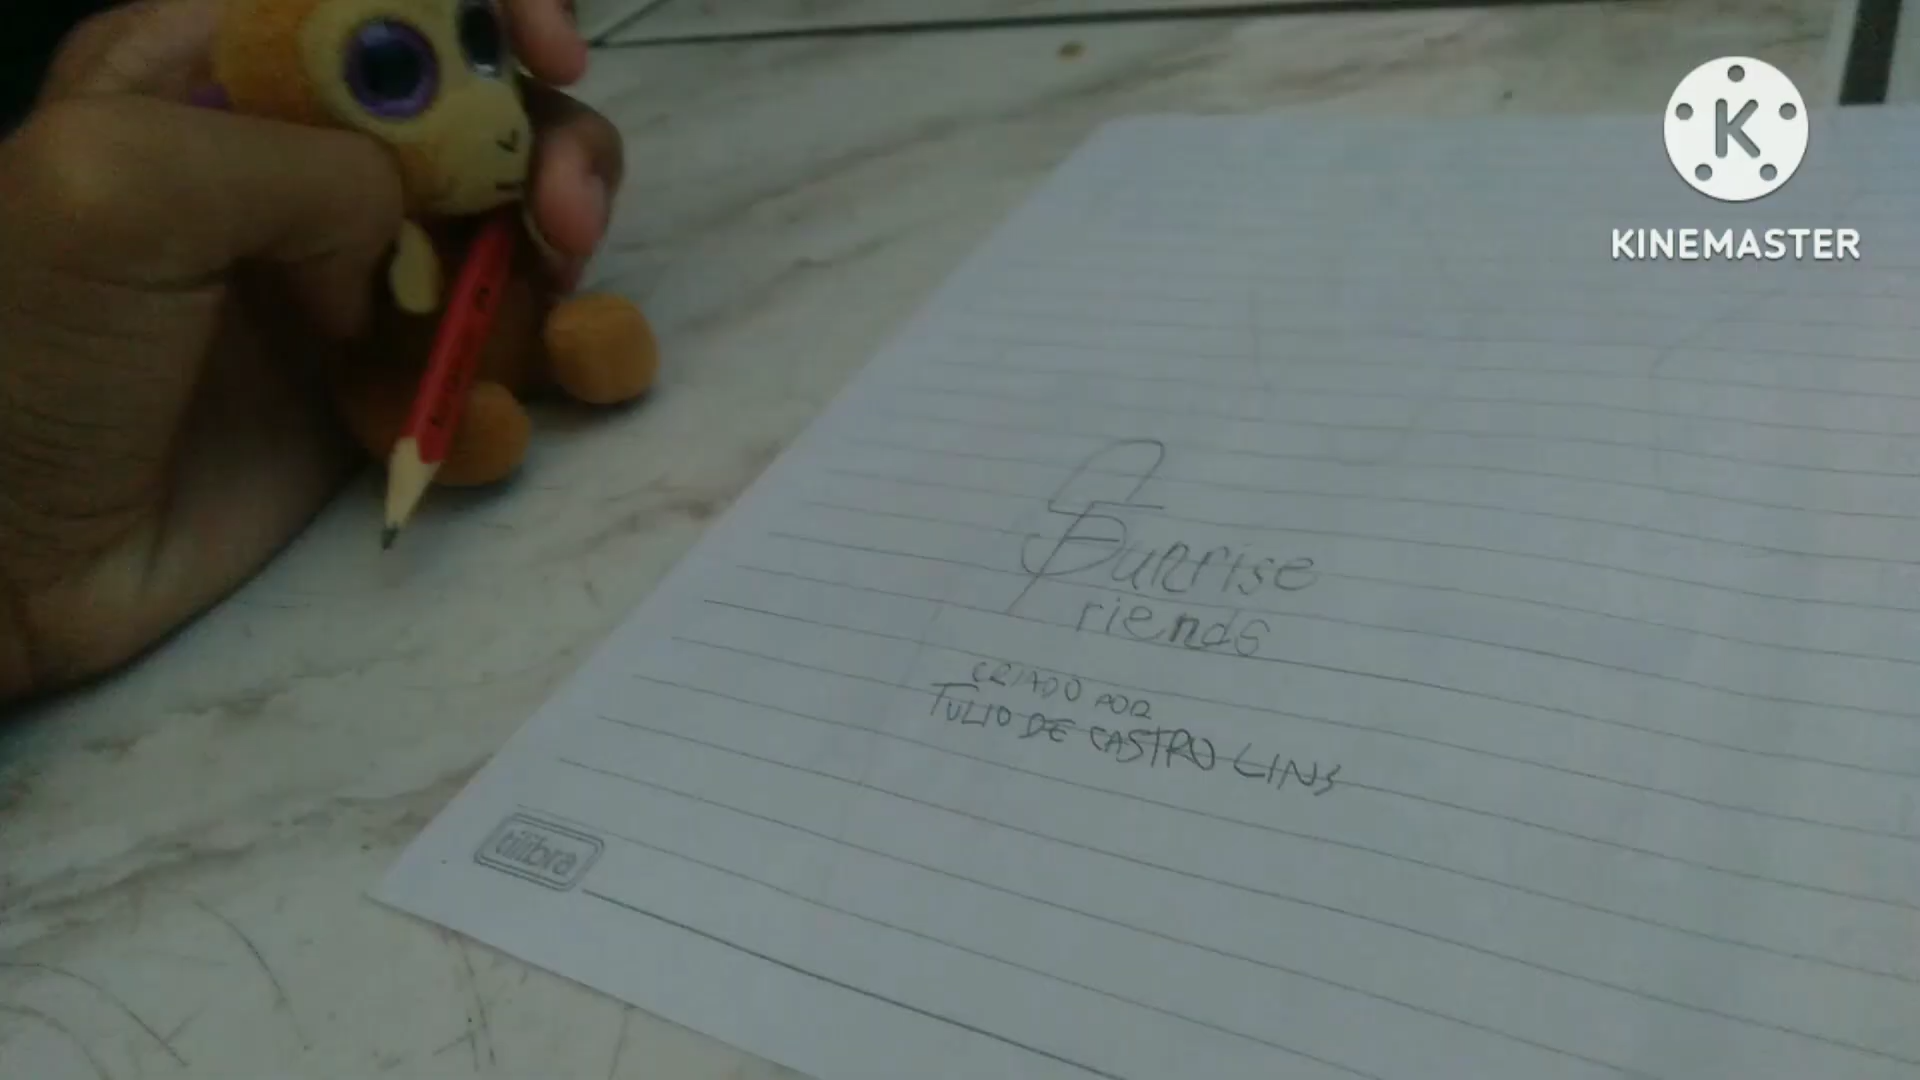 KINEMASTER
Sunrise
Friends
CRIADO POR
TULIO DE CASTRO LINS
tilibra